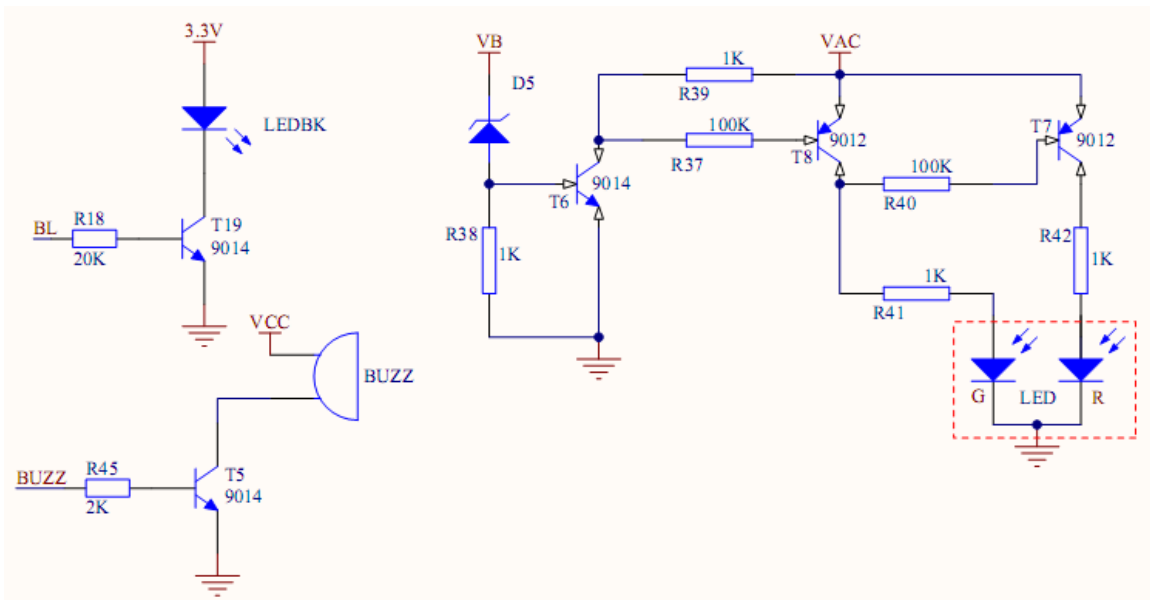 3.3V
LEDBK
BL
R18
20K
T19
9014
VCC
BUZZ
BUZZ
R45
2K
T5
9014
VB
D5
R38
1K
T6
9014
1K
R39
100K
R37
VAC
T8
9012
T7
9012
100K
R40
R42
1K
1K
R41
G
LED
R